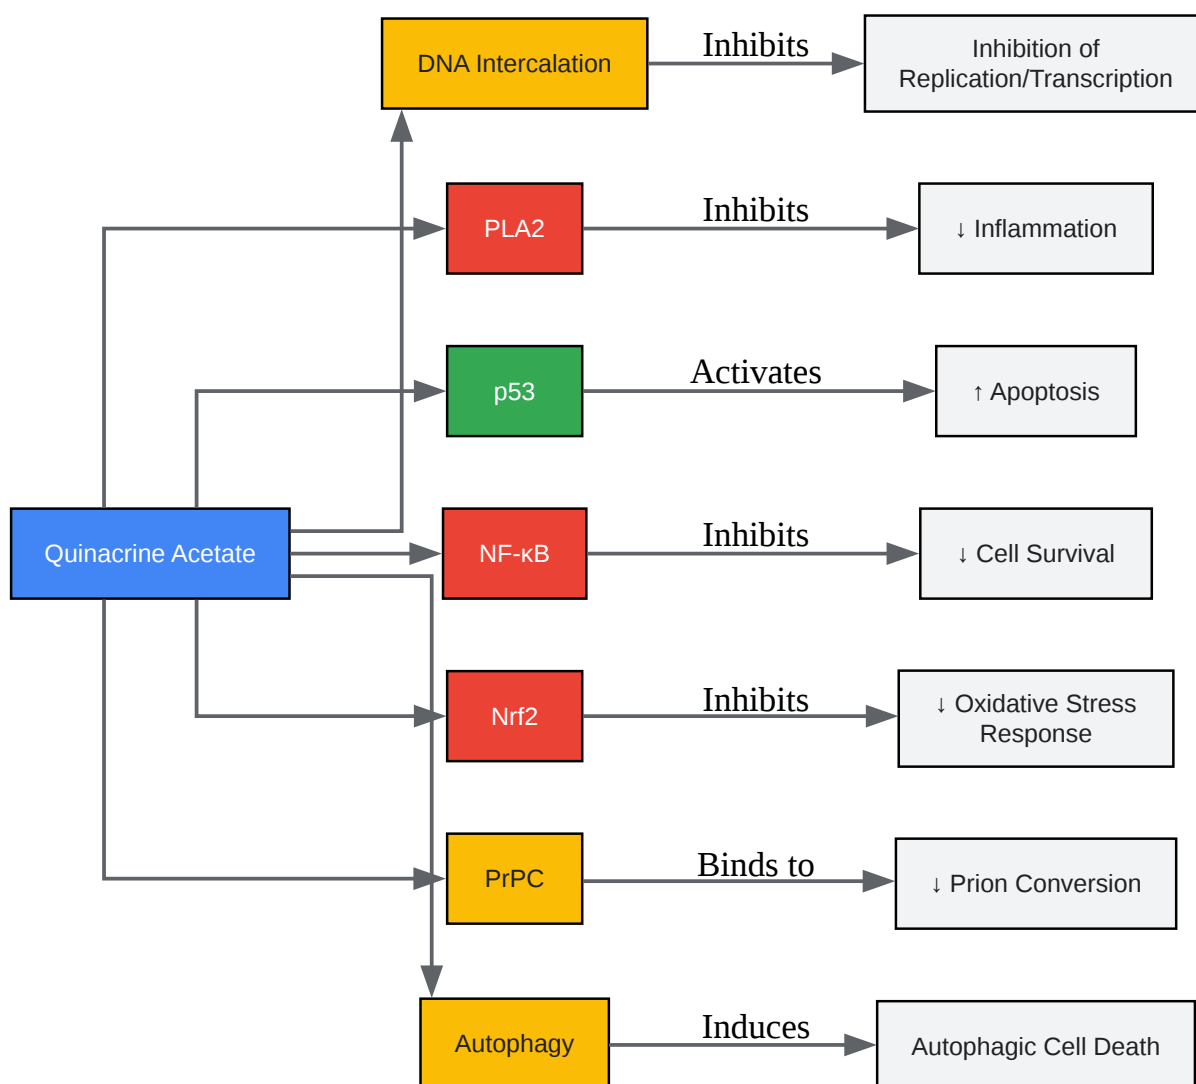 DNA Intercalation
Inhibits
Inhibition of
Replication/Transcription
PLA2
Inhibits
↓ Inflammation
p53
Activates
↑ Apoptosis
Quinacrine Acetate
NF-κB
Inhibits
↓ Cell Survival
Nrf2
Inhibits
↓ Oxidative Stress
Response
PrPC
Binds to
↓ Prion Conversion
Autophagy
Induces
Autophagic Cell Death